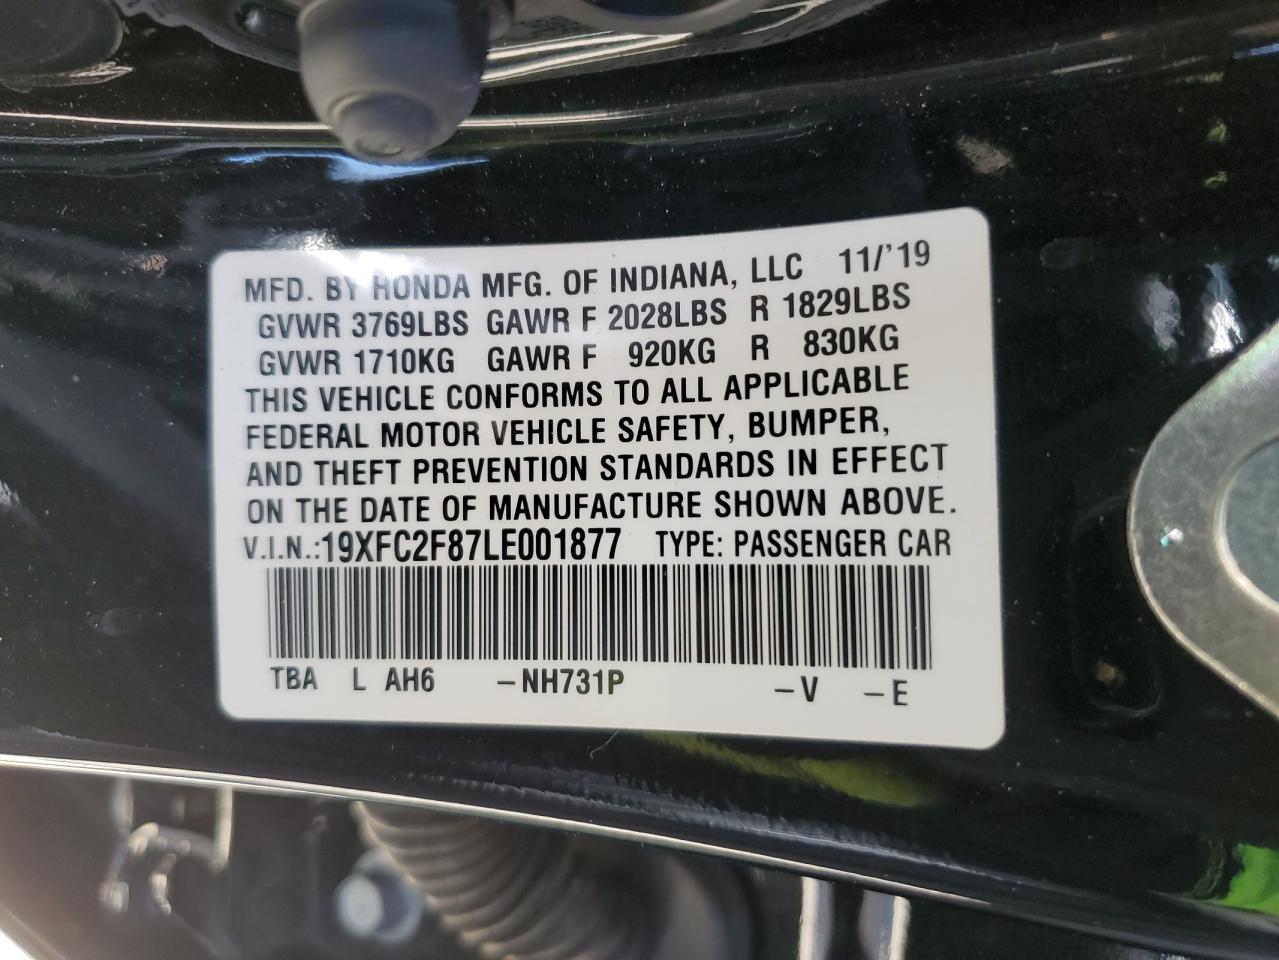 MFD. BY HONDA MFG. OF INDIANA, LLC 11/'19
GVWR 3769LBS GAWR F 2028LBS R 1829LBS
GVWR 1710KG GAWR F 920KG R 830KG
THIS VEHICLE CONFORMS TO ALL APPLICABLE
FEDERAL MOTOR VEHICLE SAFETY, BUMPER,
AND THEFT PREVENTION STANDARDS IN EFFECT
ON THE DATE OF MANUFACTURE SHOWN ABOVE.
V.I.N.:19XFC2F87LE001877 TYPE: PASSENGER CAR
TBA L AH6 –NH731P –V –E